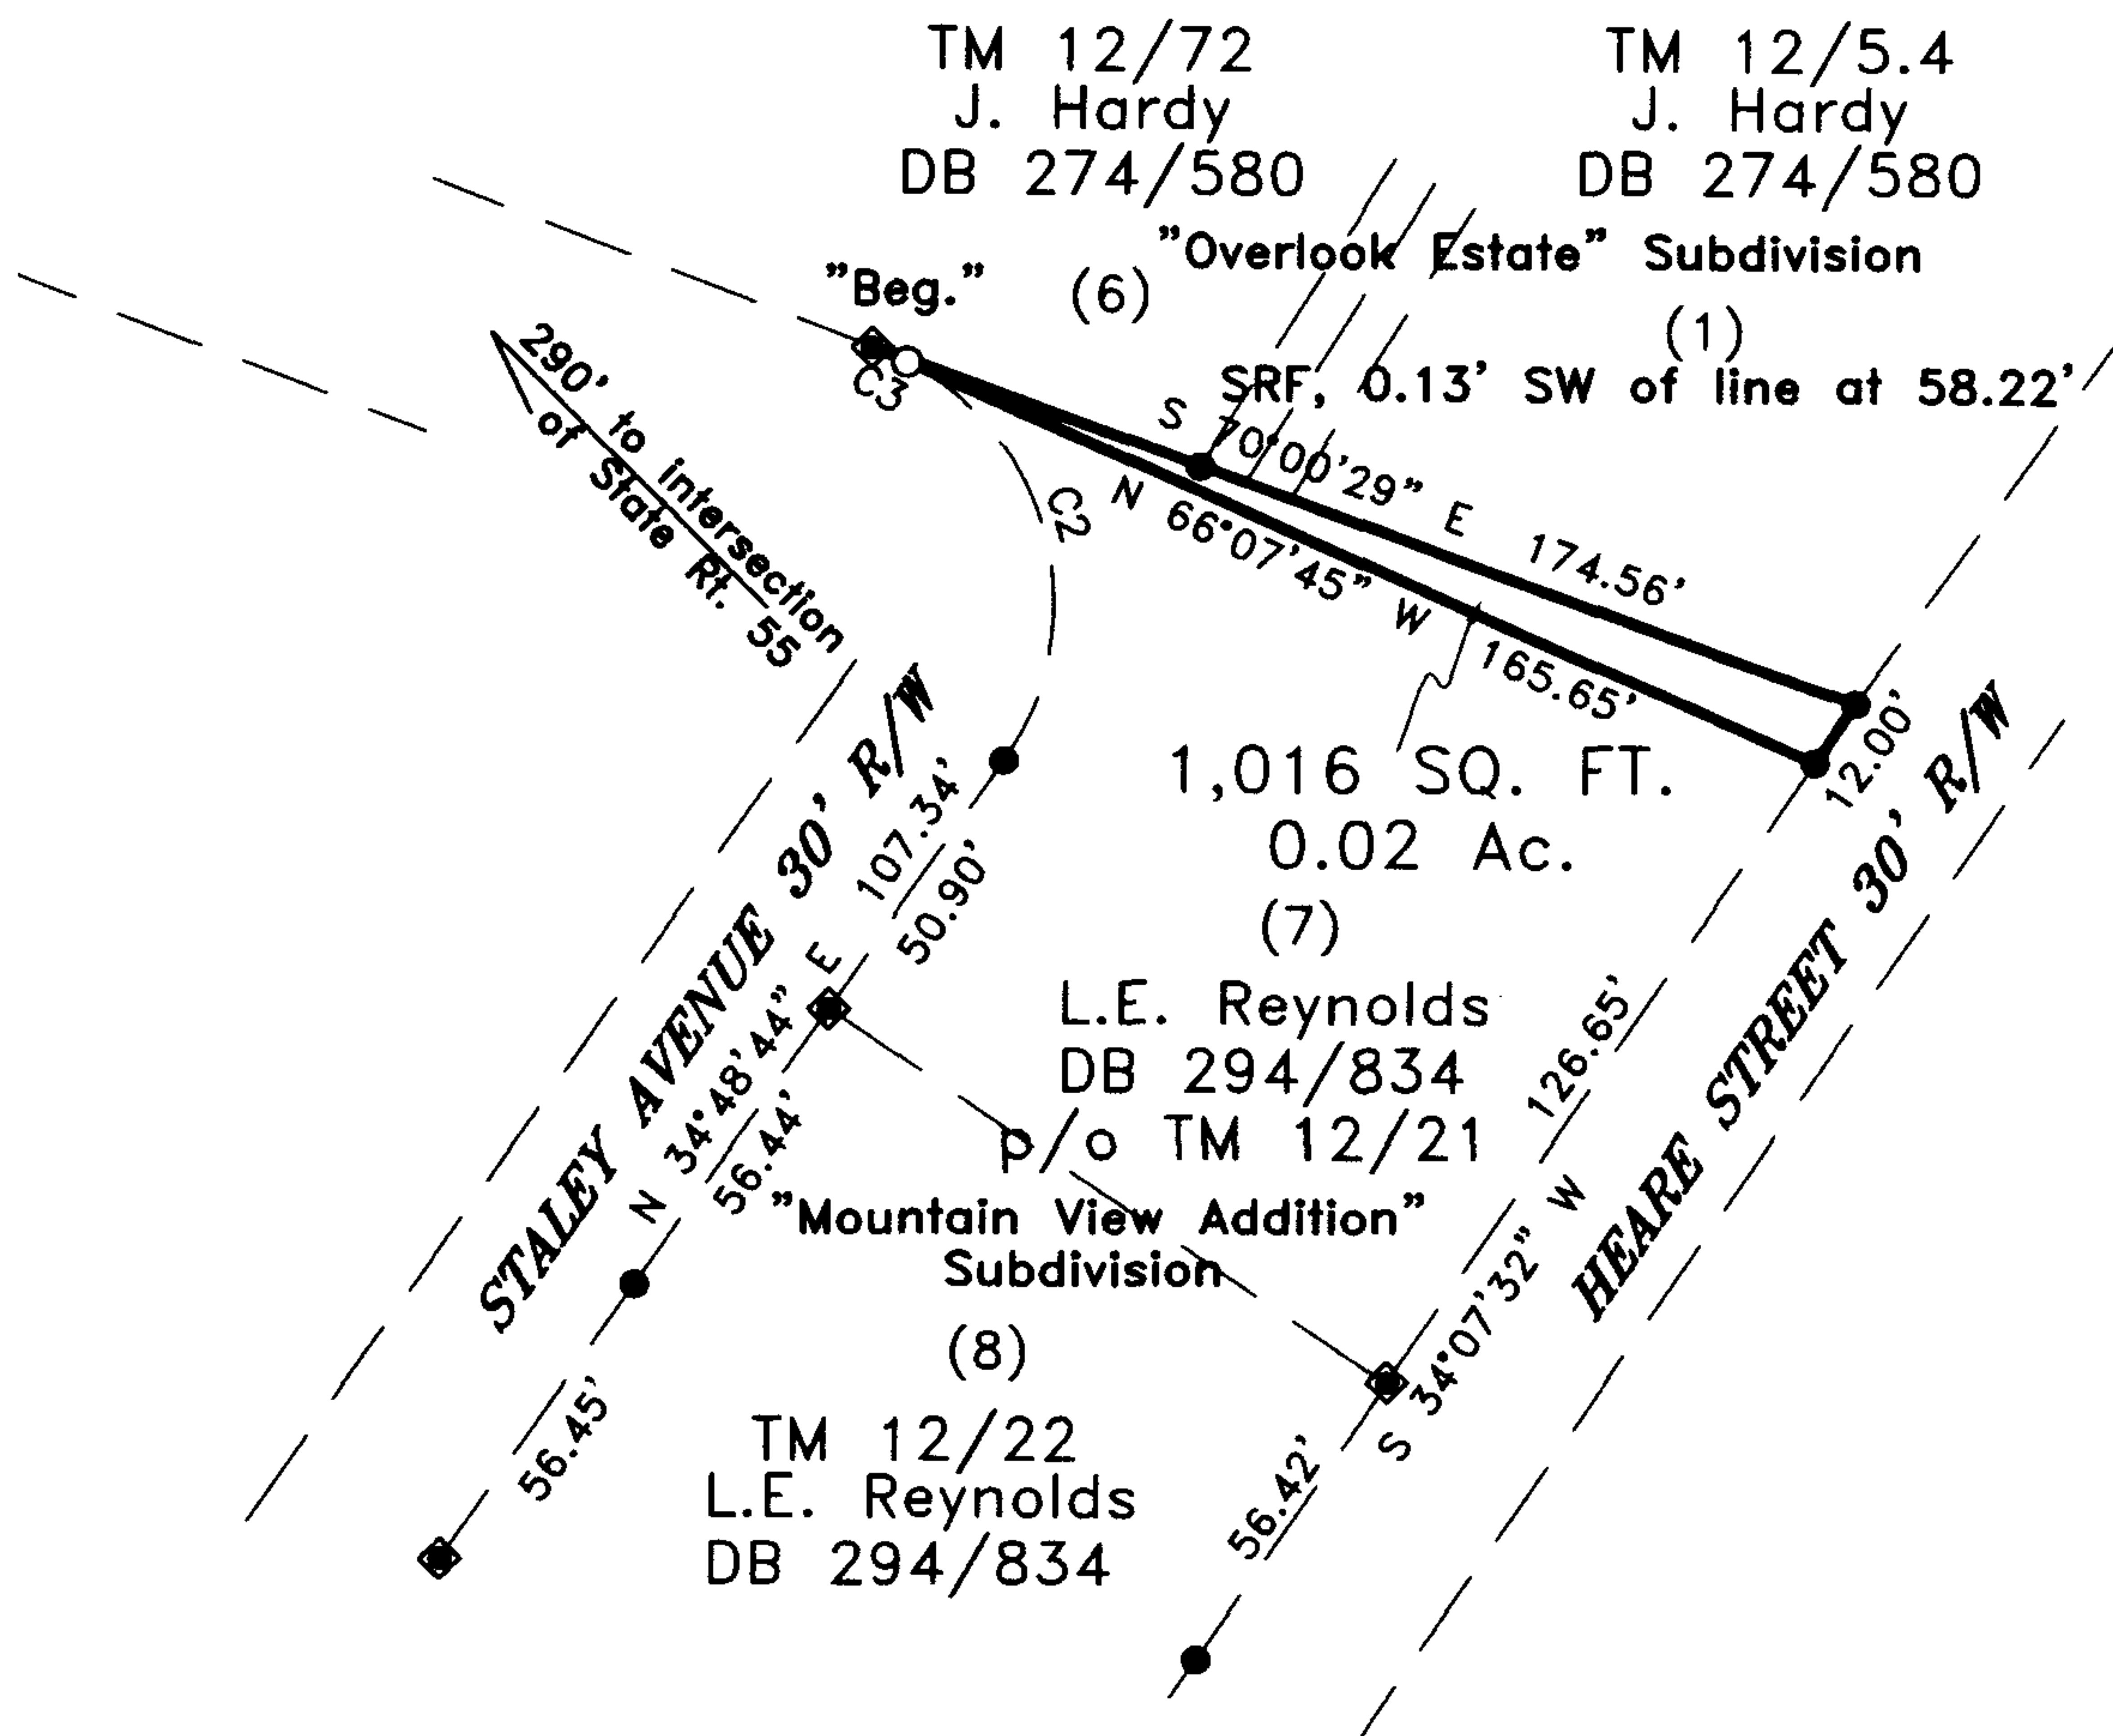 TM 12/72
J. Hardy
DB 274/580
TM 12/5.4
J. Hardy
DB 274/580
"Overlook Estate" Subdivision
"Beg."
(6)
(1)
SRF, 0.13' SW of line at 58.22'
C3
S 70°00'29" E 174.56'
N 66°07'45" W 165.65'
C2
290' to intersection
of State Rt. 55
12.00'
1,016 SQ. FT.
0.02 Ac.
(7)
L.E. Reynolds
DB 294/834
p/o TM 12/21
"Mountain View Addition"
Subdivision
(8)
TM 12/22
L.E. Reynolds
DB 294/834
STALEY AVENUE 30' R/W
N 34°48'44" E 107.34'
50.90'
56.44'
56.45'
HEARE STREET 30' R/W
126.65'
S 34°07'32" W
56.42'